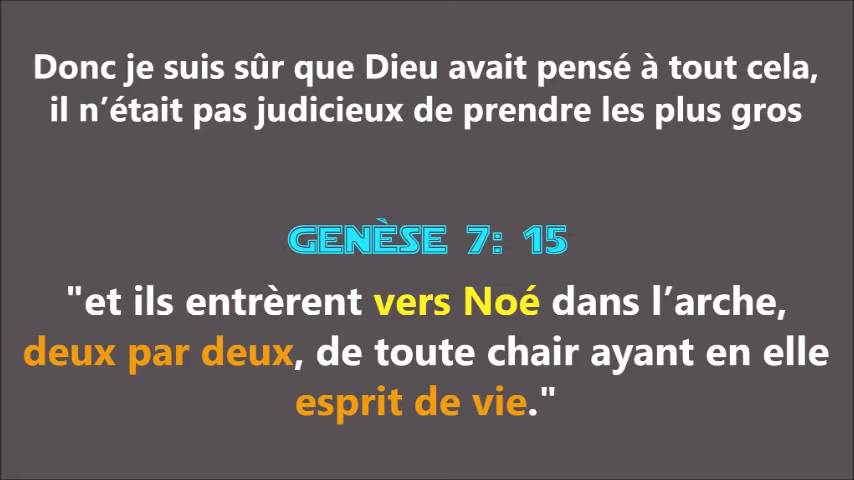 Donc je suis sûr que Dieu avait pensé à tout cela,
il n’était pas judicieux de prendre les plus gros
GENÈSE 7: 15
"et ils entrèrent vers Noé dans l’arche,
deux par deux, de toute chair ayant en elle
esprit de vie."